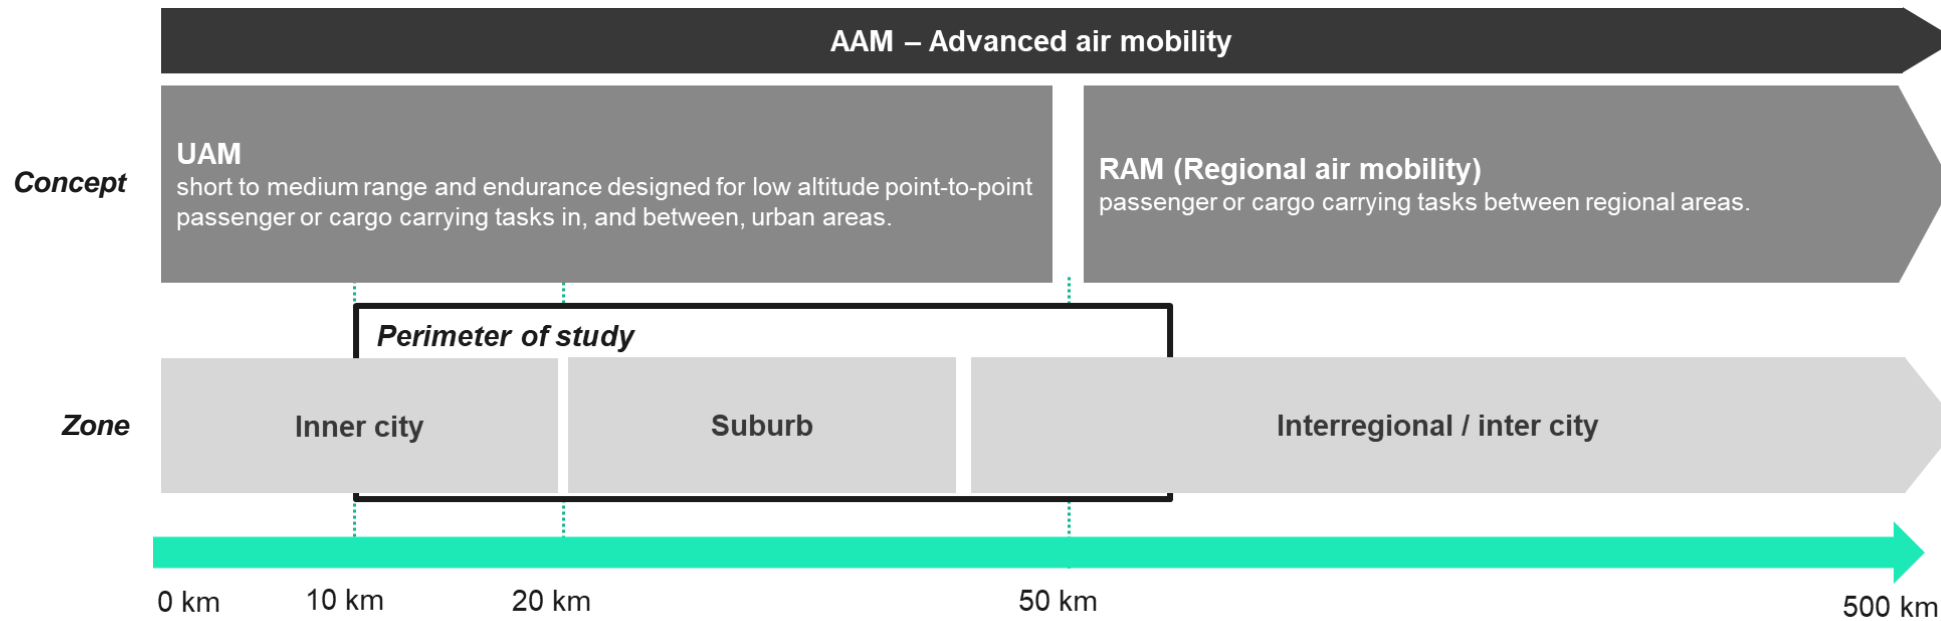 AAM – Advanced air mobility
Concept
UAM
short to medium range and endurance designed for low altitude point-to-point
passenger or cargo carrying tasks in, and between, urban areas.
RAM (Regional air mobility)
passenger or cargo carrying tasks between regional areas.
Perimeter of study
Zone
Inner city
Suburb
Interregional / inter city
0 km
10 km
20 km
50 km
500 km